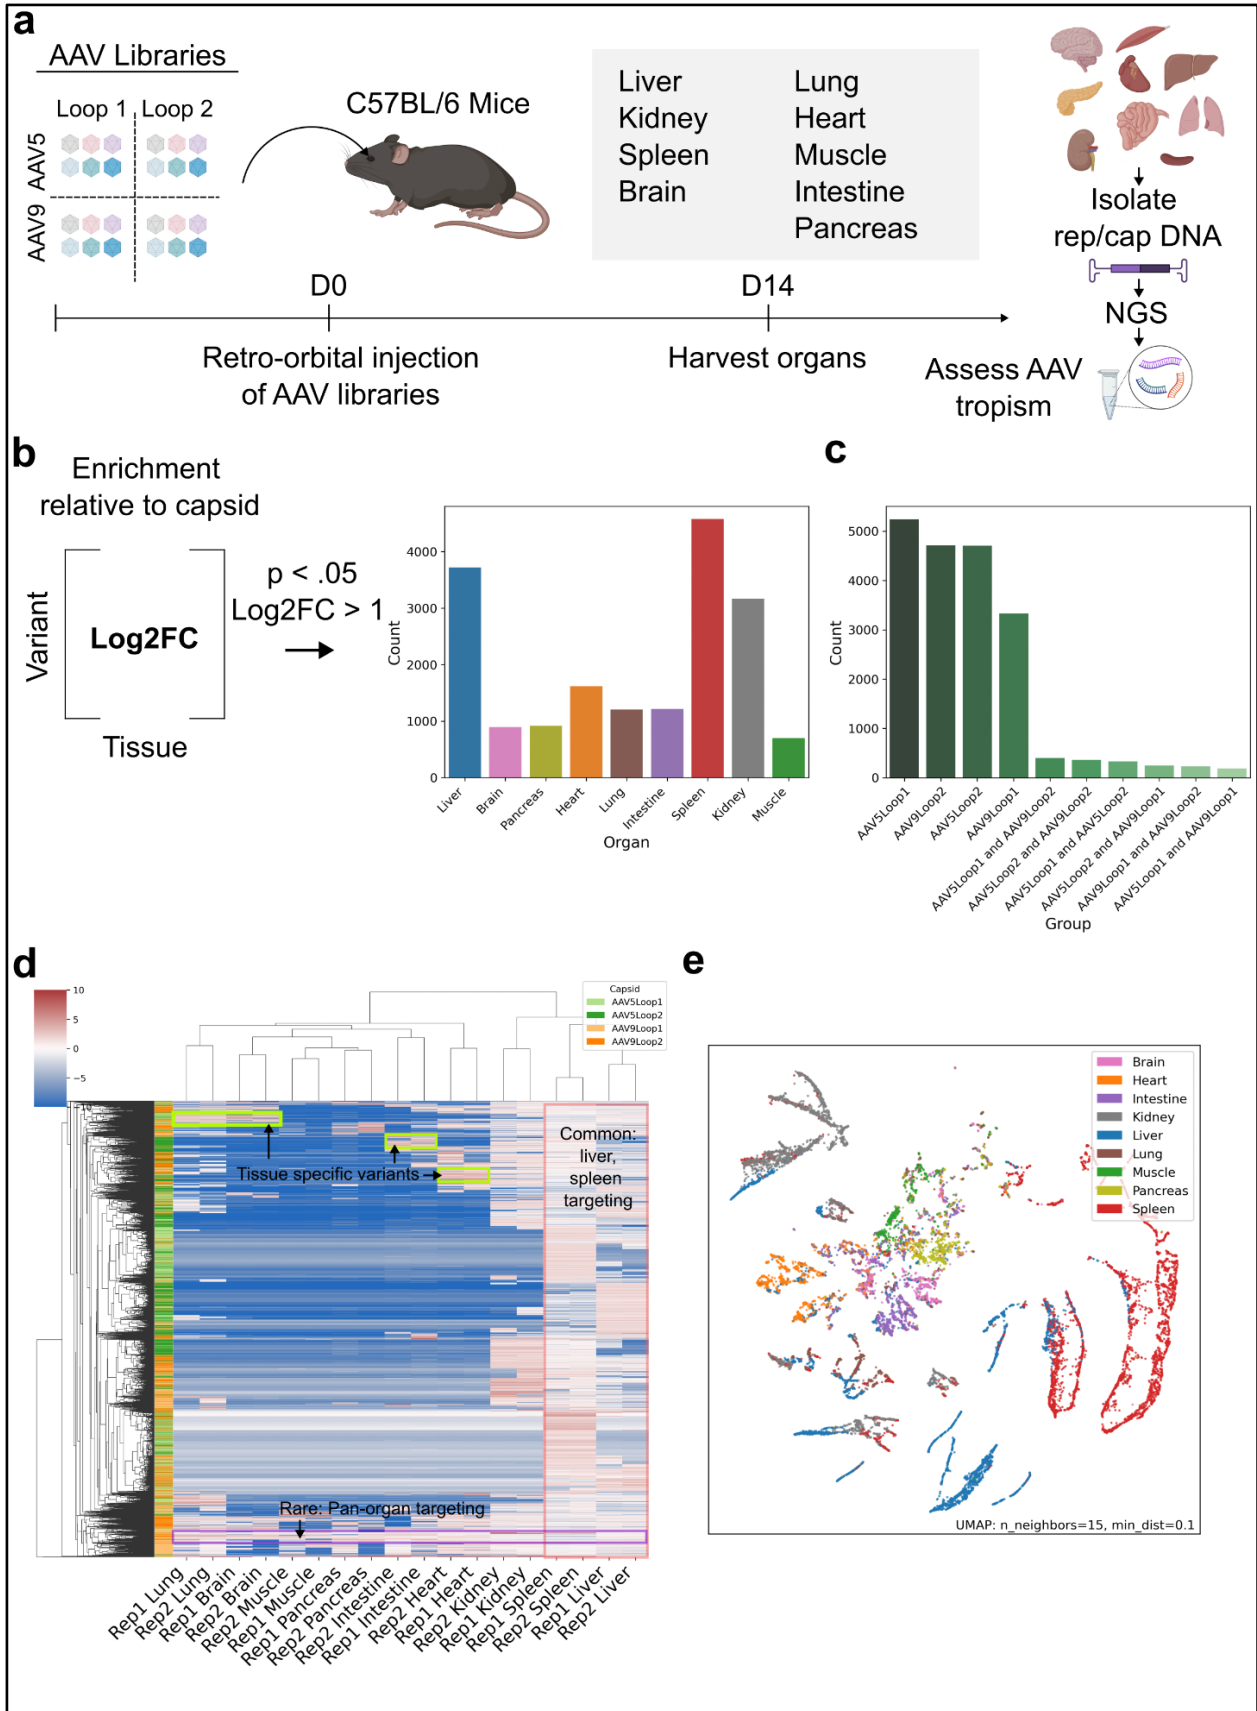 a
AAV Libraries
Loop 1
Loop 2
AAV5
AAV9
C57BL/6 Mice
Liver
Kidney
Spleen
Brain
Lung
Heart
Muscle
Intestine
Pancreas
D0
D14
Retro-orbital injection
of AAV libraries
Harvest organs
Isolate
rep/cap DNA
NGS
Assess AAV
tropism
b
Enrichment
relative to capsid
Variant
Log2FC
Tissue
p < .05
Log2FC > 1
Count
4000
3000
2000
1000
0
Liver
Brain
Pancreas
Heart
Lung
Intestine
Spleen
Kidney
Muscle
Organ
c
Count
5000
4000
3000
2000
1000
0
AAV5Loop1
AAV9Loop2
AAV5Loop2
AAV9Loop1
AAV5Loop1 and AAV9Loop2
AAV5Loop2 and AAV9Loop2
AAV5Loop1 and AAV5Loop2
AAV5Loop2 and AAV9Loop1
AAV9Loop1 and AAV9Loop2
AAV5Loop1 and AAV9Loop1
Group
d
10
5
0
−5
Capsid
AAV5Loop1
AAV5Loop2
AAV9Loop1
AAV9Loop2
Tissue specific variants
Common:
liver,
spleen
targeting
Rare: Pan-organ targeting
Rep1 Lung
Rep2 Lung
Rep1 Brain
Rep2 Brain
Rep2 Muscle
Rep1 Muscle
Rep1 Pancreas
Rep2 Pancreas
Rep2 Intestine
Rep1 Intestine
Rep2 Heart
Rep1 Heart
Rep2 Kidney
Rep1 Kidney
Rep1 Spleen
Rep2 Spleen
Rep1 Liver
Rep2 Liver
e
Brain
Heart
Intestine
Kidney
Liver
Lung
Muscle
Pancreas
Spleen
UMAP: n_neighbors=15, min_dist=0.1